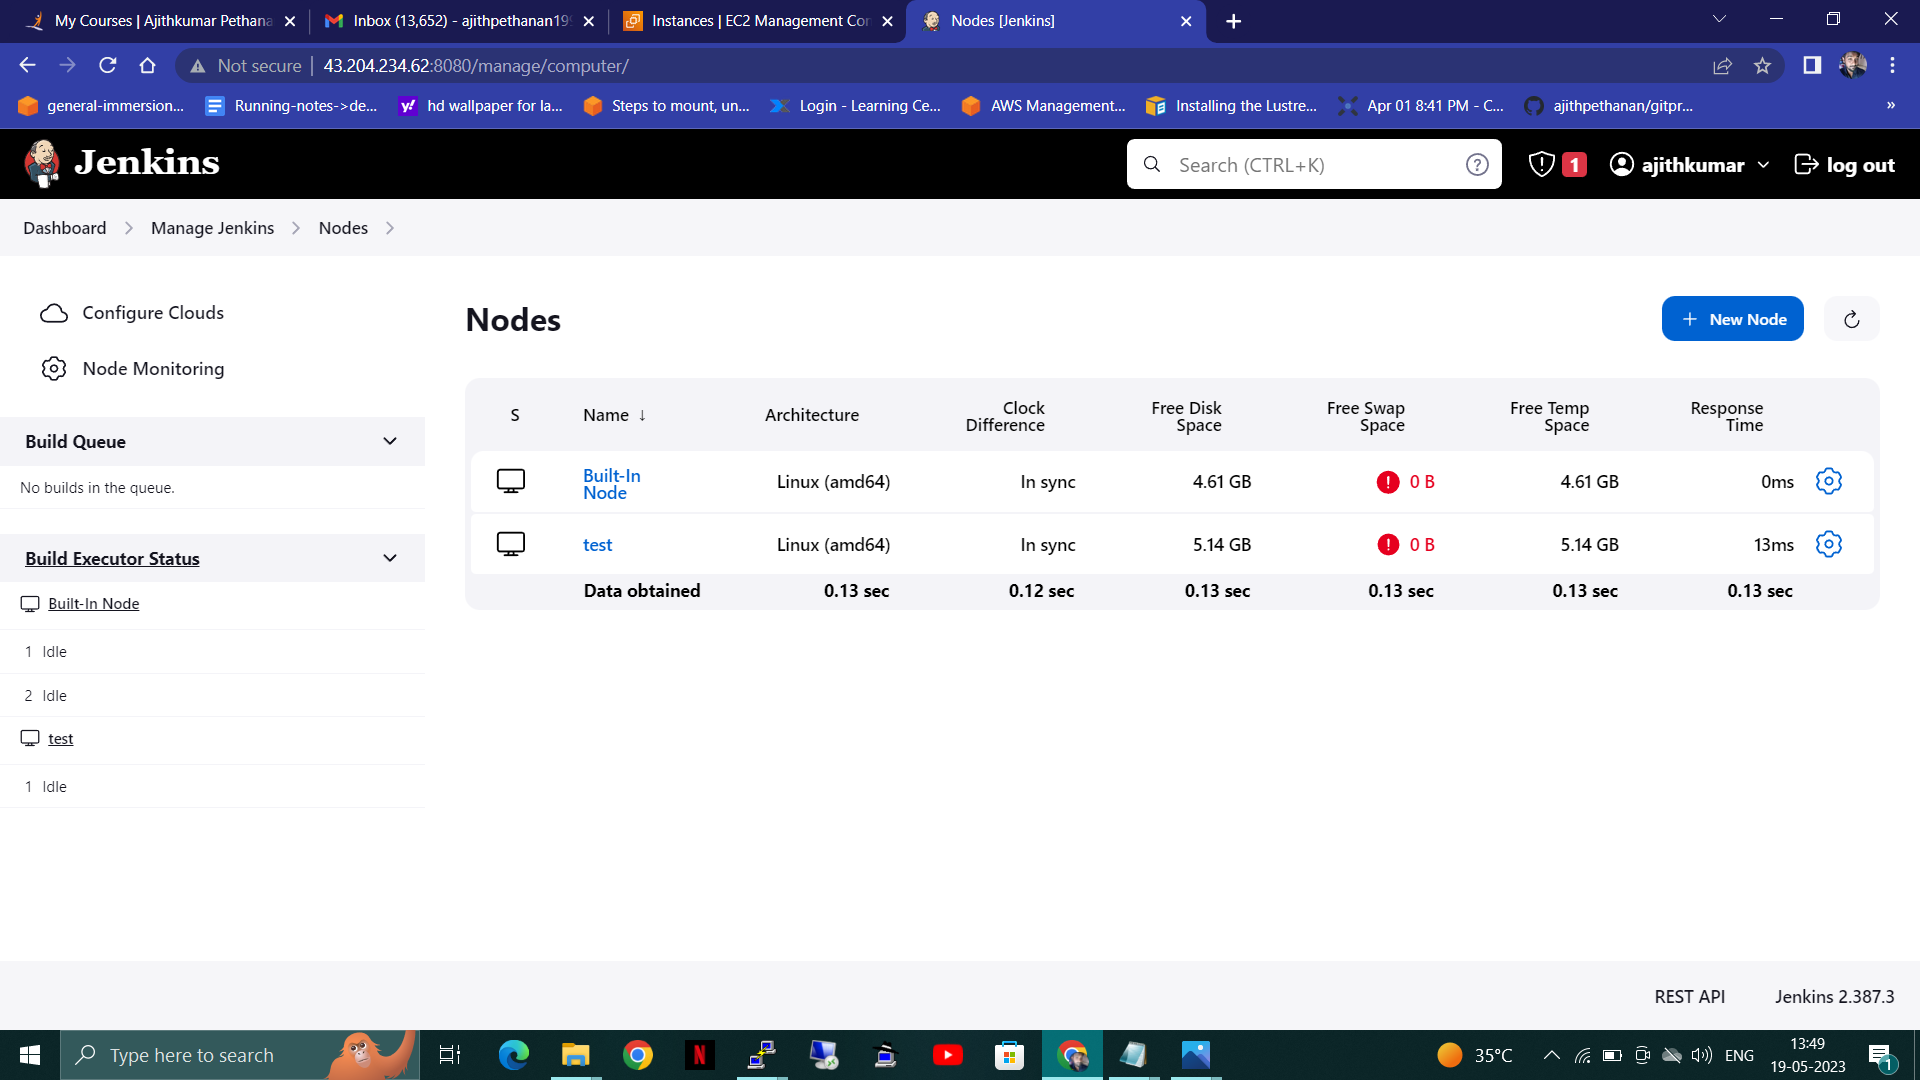 My Courses | Ajithkumar Pethana
Inbox (13,652) - ajithpethanan199
Instances | EC2 Management Con
Nodes [Jenkins]
Not secure
43.204.234.62:8080/manage/computer/
general-immersion...
Running-notes->de...
hd wallpaper for la...
Steps to mount, un...
Login - Learning Ce...
AWS Management...
Installing the Lustre...
Apr 01 8:41 PM - C...
ajithpethanan/gitpr...
»
Jenkins
Search (CTRL+K)
1
ajithkumar
log out
Dashboard
Manage Jenkins
Nodes
Configure Clouds
Node Monitoring
Build Queue
No builds in the queue.
Build Executor Status
Built-In Node
1 Idle
2 Idle
test
1 Idle
Nodes
New Node
S
Name ↓
Architecture
Clock
Difference
Free Disk
Space
Free Swap
Space
Free Temp
Space
Response
Time
Built-In
Node
Linux (amd64)
In sync
4.61 GB
0 B
4.61 GB
0ms
test
Linux (amd64)
In sync
5.14 GB
0 B
5.14 GB
13ms
Data obtained
0.13 sec
0.12 sec
0.13 sec
0.13 sec
0.13 sec
0.13 sec
REST API
Jenkins 2.387.3
Type here to search
35°C
ENG
13:49
19-05-2023
1